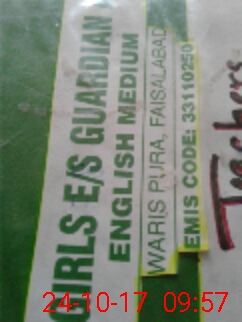 GIRLS E/S GUARDIAN
ENGLISH MEDIUM
WARIS PURA, FAISALABAD
EMIS CODE: 33110250
Teachers
24-10-17 09:57